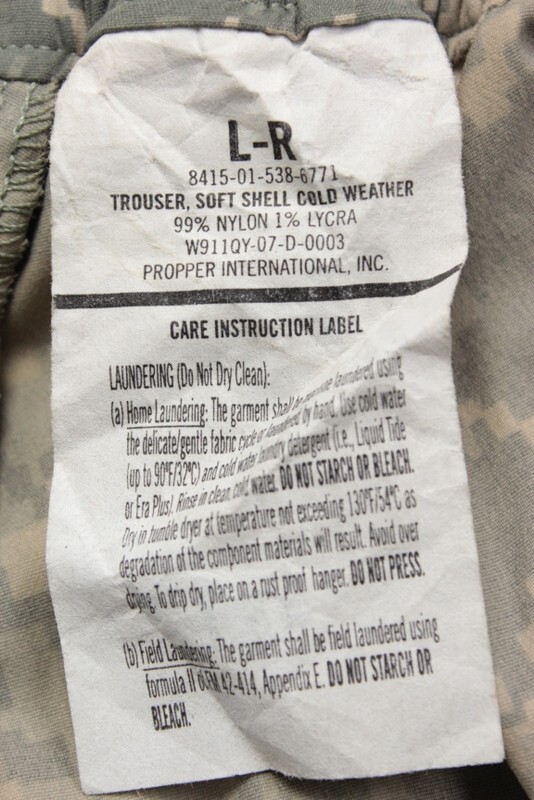 L-R
8415-01-538-6771
TROUSER, SOFT SHELL COLD WEATHER
99% NYLON 1% LYCRA
W911QY-07-D-0003
PROPPER INTERNATIONAL, INC.
CARE INSTRUCTION LABEL
LAUNDERING (Do Not Dry Clean):
(a) Home Laundering: The garment shall be machine laundered using
the delicate/gentle fabric cycle or laundered by hand. Use cold water
(up to 90°F/32°C) and cold water laundry detergent (i.e., Liquid Tide
or Era Plus). Rinse in clean, cold water. DO NOT STARCH OR BLEACH.
Dry in tumble dryer at temperature not exceeding 130°F/54°C as
degradation of the component materials will result. Avoid over
drying. To drip dry, place on a rust proof hanger. DO NOT PRESS.
(b) Field Laundering: The garment shall be field laundered using
formula II of FM 42-414, Appendix E. DO NOT STARCH OR
BLEACH.